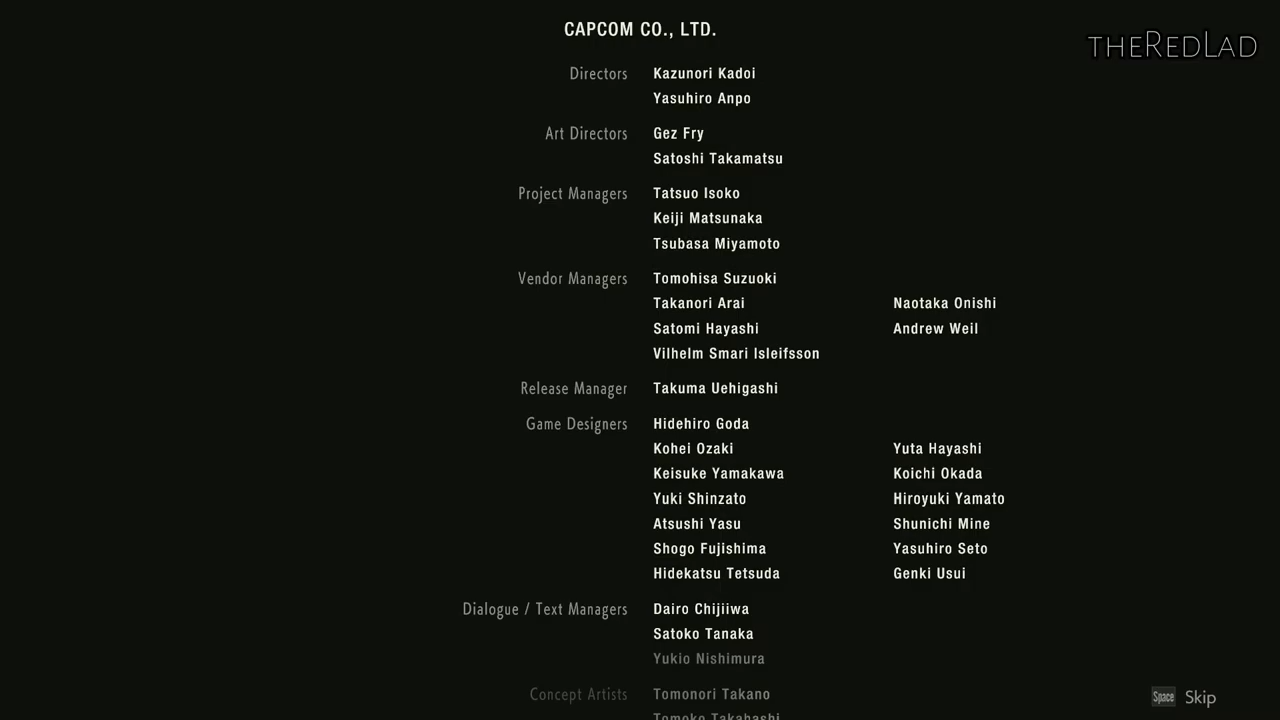 CAPCOM CO., LTD.
THEREDLAD
Directors Kazunori Kadoi
Yasuhiro Anpo
Art Directors Gez Fry
Satoshi Takamatsu
Project Managers Tatsuo Isoko
Keiji Matsunaka
Tsubasa Miyamoto
Vendor Managers Tomohisa Suzuoki
Takanori Arai Naotaka Onishi
Satomi Hayashi Andrew Weil
Vilhelm Smari Isleifsson
Release Manager Takuma Uehigashi
Game Designers Hidehiro Goda
Kohei Ozaki Yuta Hayashi
Keisuke Yamakawa Koichi Okada
Yuki Shinzato Hiroyuki Yamato
Atsushi Yasu Shunichi Mine
Shogo Fujishima Yasuhiro Seto
Hidekatsu Tetsuda Genki Usui
Dialogue / Text Managers Dairo Chijiiwa
Satoko Tanaka
Yukio Nishimura
Concept Artists Tomonori Takano
Tomoko Takahashi
Space Skip